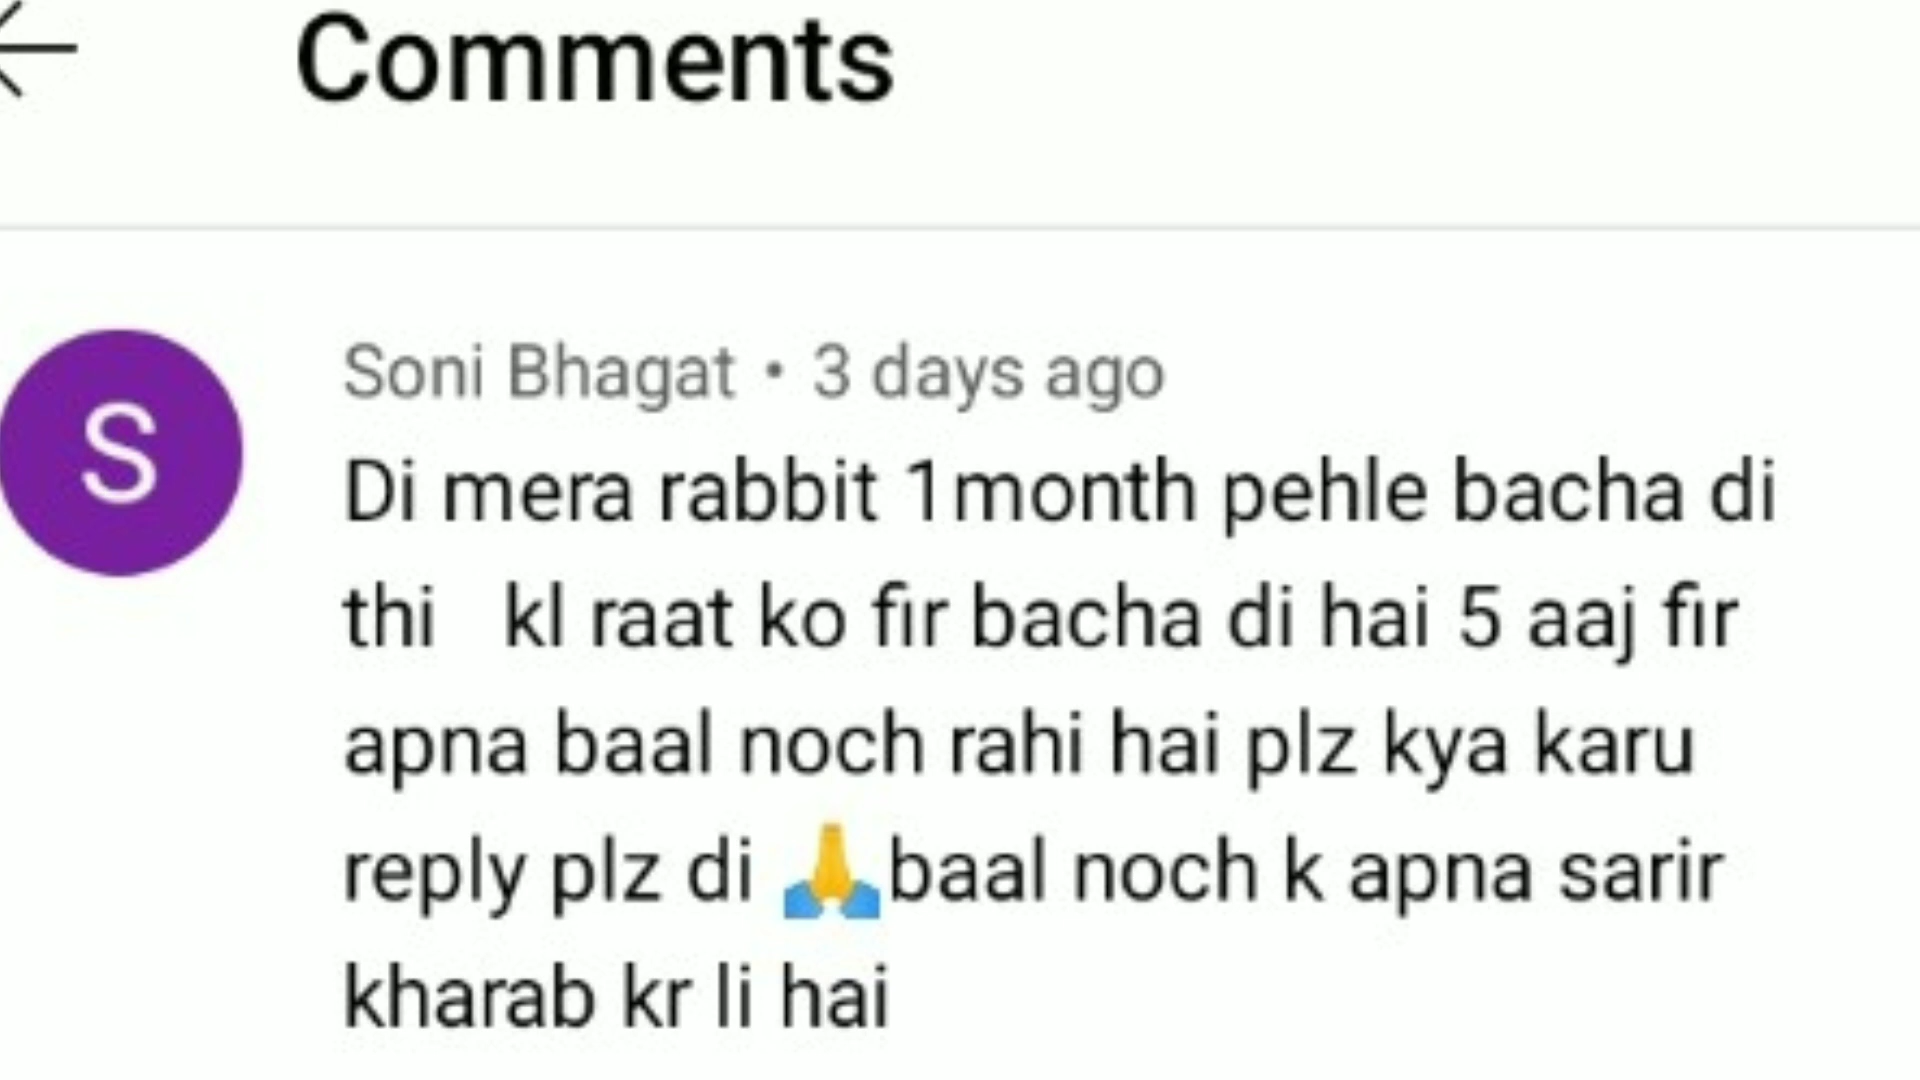 Comments
S
Soni Bhagat • 3 days ago
Di mera rabbit 1month pehle bacha di
thi kl raat ko fir bacha di hai 5 aaj fir
apna baal noch rahi hai plz kya karu
reply plz di 🙏baal noch k apna sarir
kharab kr li hai